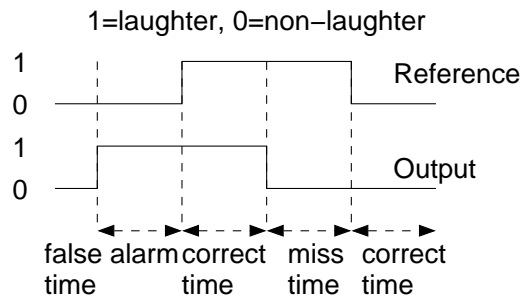 1=laughter, 0=non−laughter
1
Reference
0
1
Output
0
false alarm correct miss correct
time time time time